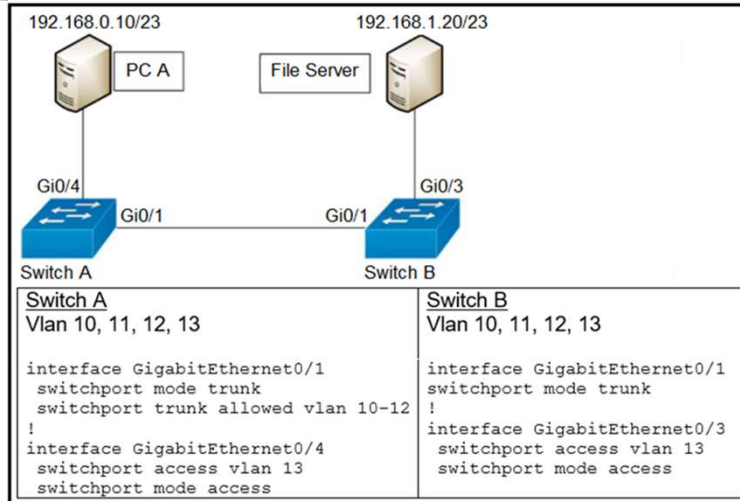 192.168.0.10/23
192.168.1.20/23
PC A
File Server
Gi0/4
Gi0/3
Gi0/1
Gi0/1
Switch A
Switch B
Switch A
Vlan 10, 11, 12, 13
interface GigabitEthernet0/1
switchport mode trunk
switchport trunk allowed vlan 10-12
!
interface GigabitEthernet0/4
switchport access vlan 13
switchport mode access
Switch B
Vlan 10, 11, 12, 13
interface GigabitEthernet0/1
switchport mode trunk
!
interface GigabitEthernet0/3
switchport access vlan 13
switchport mode access